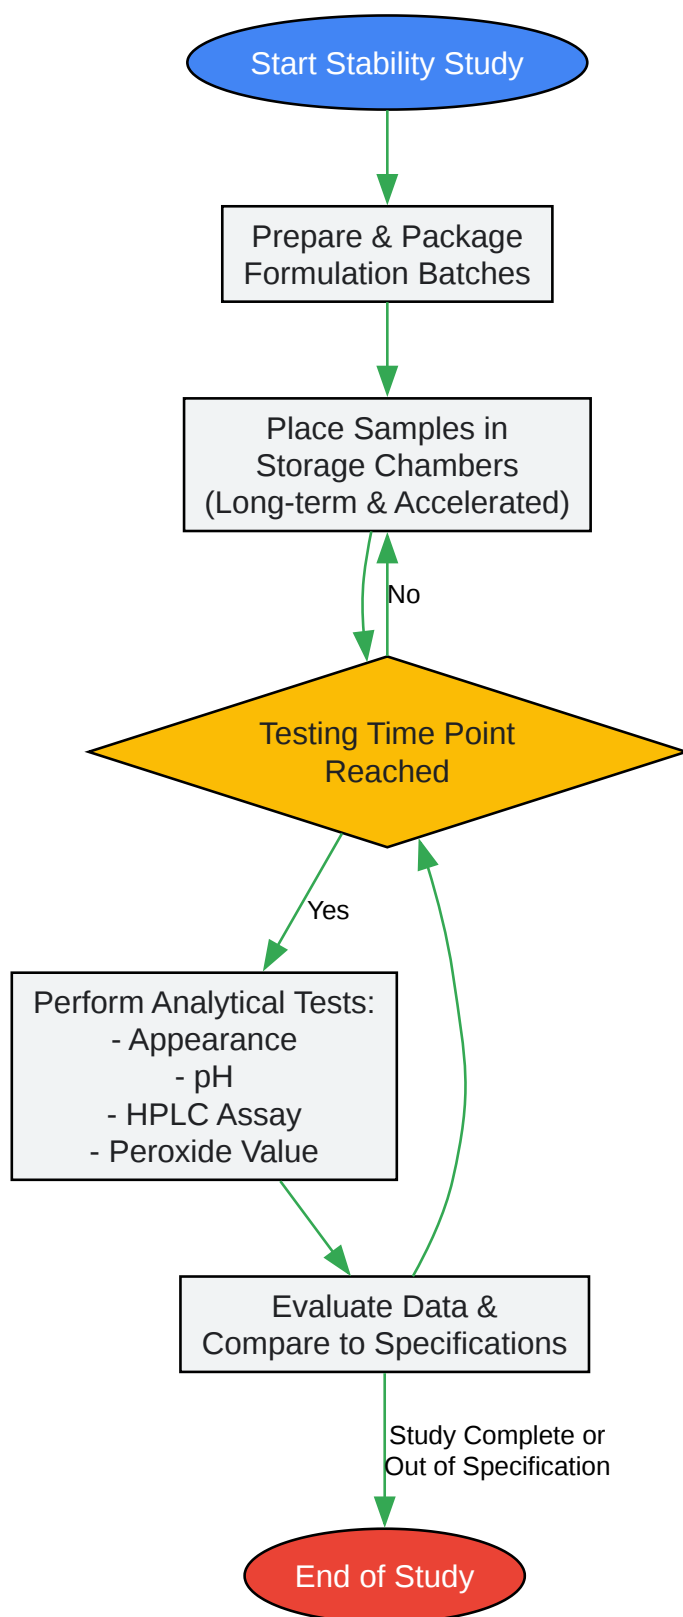 Start Stability Study
Prepare & Package
Formulation Batches
Place Samples in
Storage Chambers
(Long-term & Accelerated)
No
Testing Time Point
Reached
Yes
Perform Analytical Tests:
- Appearance
- pH
- HPLC Assay
- Peroxide Value
Evaluate Data &
Compare to Specifications
Study Complete or
Out of Specification
End of Study